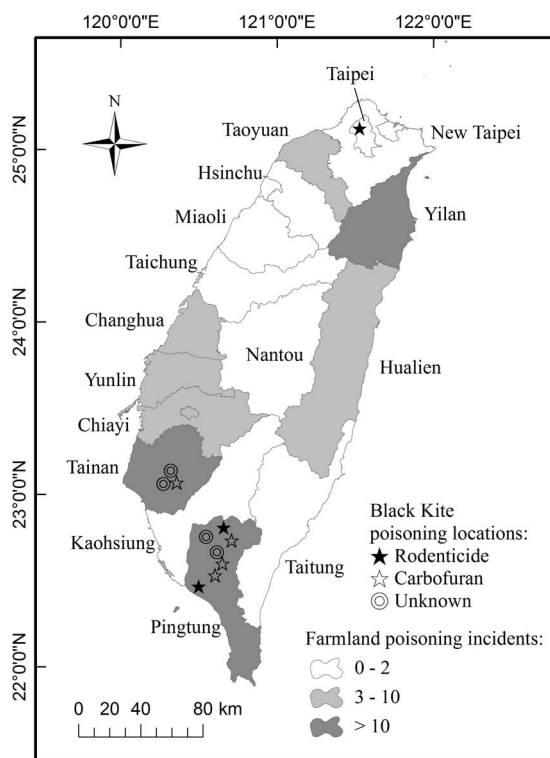 120°0'0"E 121°0'0"E 122°0'0"E
N
Taipei
Taoyuan
New Taipei
25°0'0"N
Hsinchu
Miaoli
Yilan
Taichung
24°0'0"N
Changhua
Nantou
Hualien
Yunlin
Chiayi
Tainan
23°0'0"N
Kaohsiung
Taitung
Pingtung
22°0'0"N
Black Kite
poisoning locations:
Rodenticide
Carbofuran
Unknown
Farmland poisoning incidents:
0 - 2
3 - 10
> 10
0 20 40 80 km